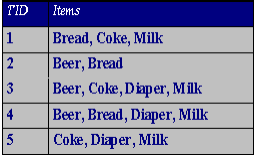 TID Items
1 Bread, Coke, Milk
2 Beer, Bread
3 Beer, Coke, Diaper, Milk
4 Beer, Bread, Diaper, Milk
5 Coke, Diaper, Milk